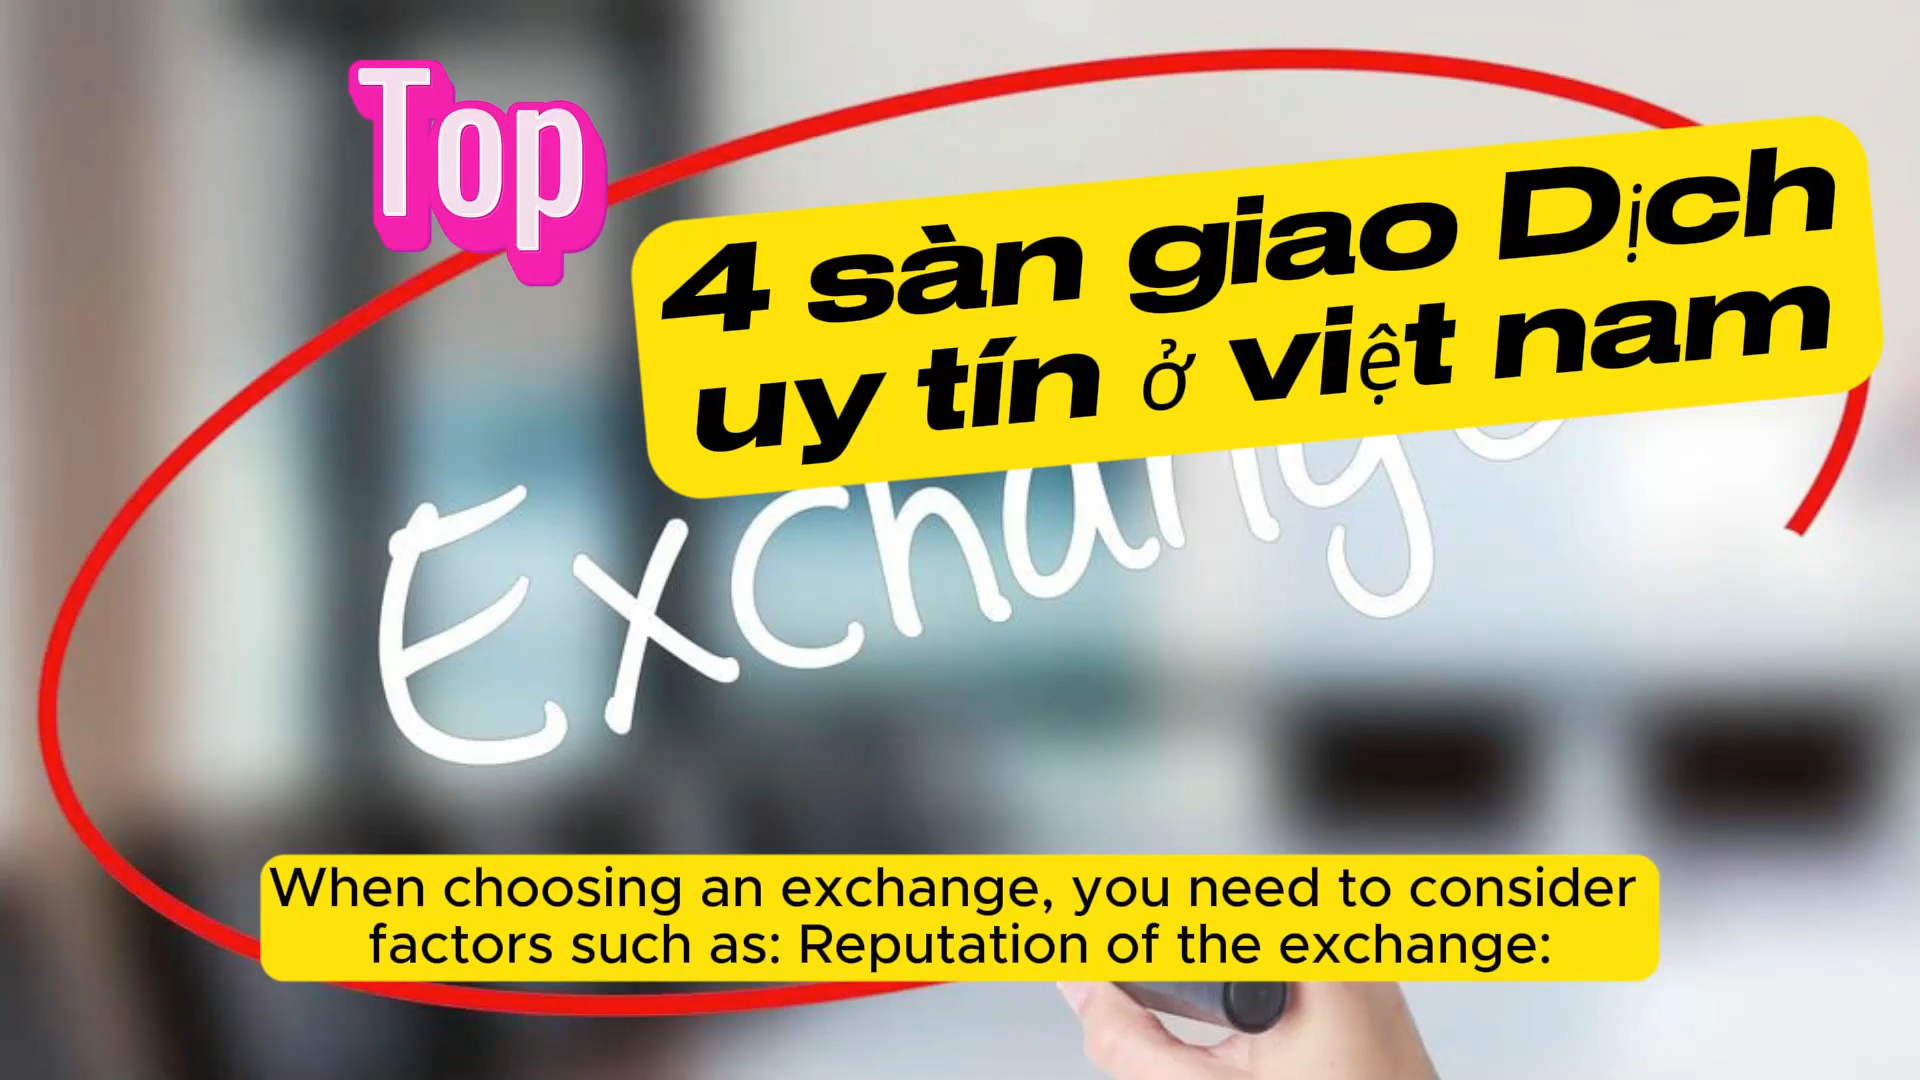 Top
4 sàn giao Dịch
uy tín ở việt nam
Exchange
When choosing an exchange, you need to consider
factors such as: Reputation of the exchange: